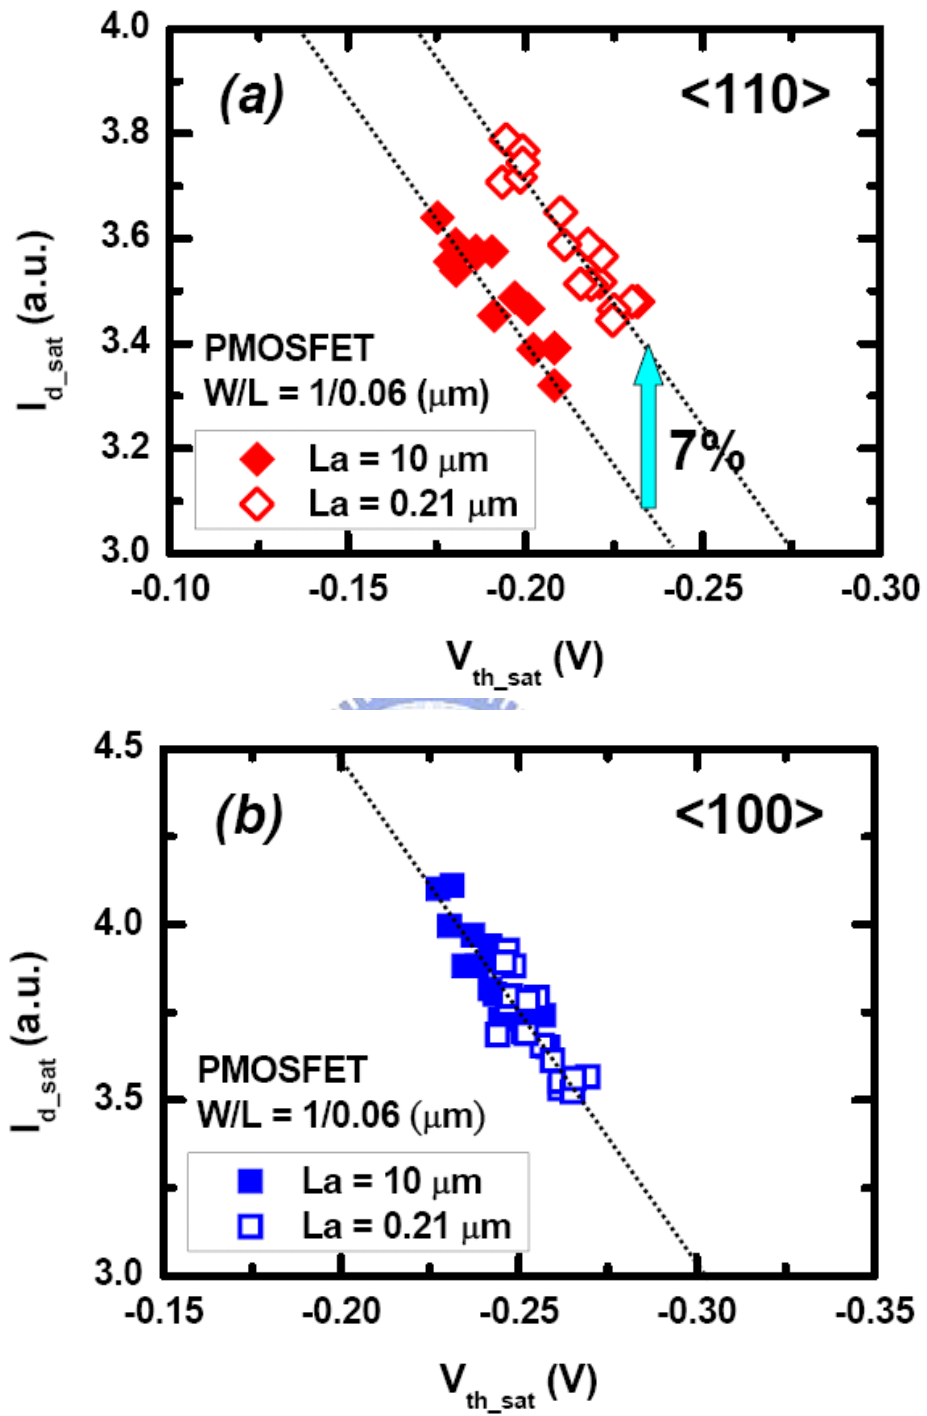 4.0
(a)
<110>
3.8
3.6
I_d_sat (a.u.)
3.4
PMOSFET
W/L = 1/0.06 (μm)
7%
3.2
La = 10 μm
La = 0.21 μm
3.0
-0.10 -0.15 -0.20 -0.25 -0.30
V_th_sat (V)
4.5
(b)
<100>
4.0
I_d_sat (a.u.)
PMOSFET
W/L = 1/0.06 (μm)
3.5
La = 10 μm
La = 0.21 μm
3.0
-0.15 -0.20 -0.25 -0.30 -0.35
V_th_sat (V)